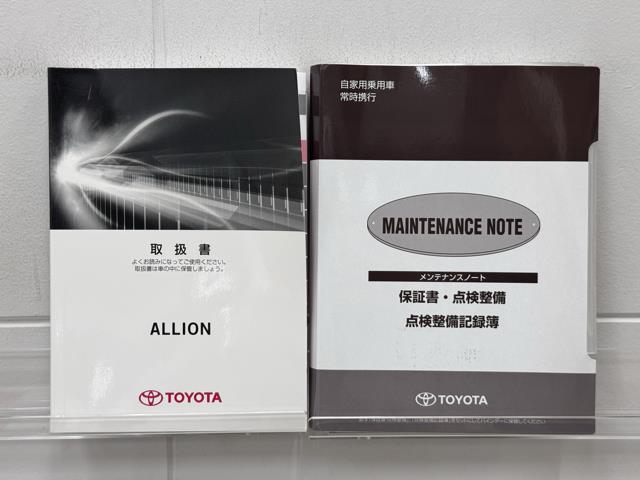 取扱書
よくお読みになってご使用ください。
取扱書は車の中に保管しましょう。
ALLION
TOYOTA
自家用乗用車
常時携行
MAINTENANCE NOTE
メンテナンスノート
保証書・点検整備
点検整備記録簿
TOYOTA